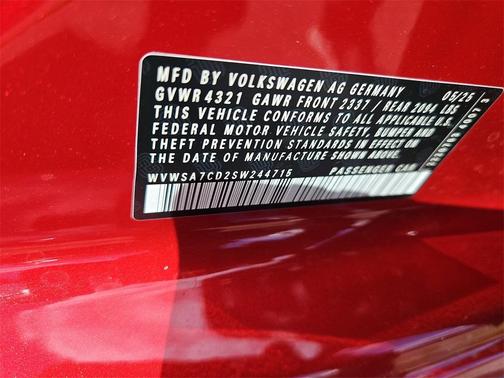 MFD BY VOLKSWAGEN AG GERMANY 05/25
GVWR 4321 GAWR FRONT 2337 / REAR 2094 LBS
THIS VEHICLE CONFORMS TO ALL APPLICABLE U.S.
FEDERAL MOTOR VEHICLE SAFETY, BUMPER AND
THEFT PREVENTION STANDARDS IN EFFECT ON
THE DATE OF MANUFACTURE SHOWN ABOVE.
WVWSA7CD2SW244715 PASSENGER CAR